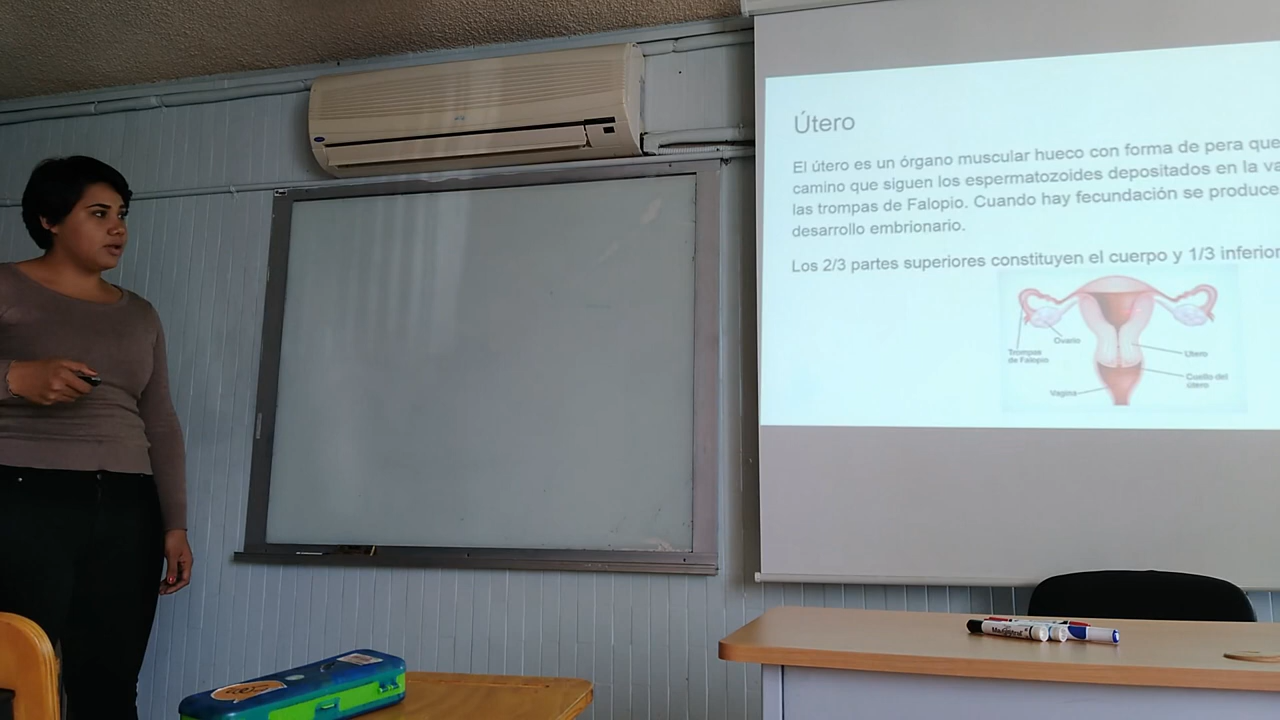 Útero
El útero es un órgano muscular hueco con forma de pera que
camino que siguen los espermatozoides depositados en la va
las trompas de Falopio. Cuando hay fecundación se produce
desarrollo embrionario.
Los 2/3 partes superiores constituyen el cuerpo y 1/3 inferior
Ovario
Trompas
de Falopio
Útero
Cuello del
útero
Vagina
Magistral